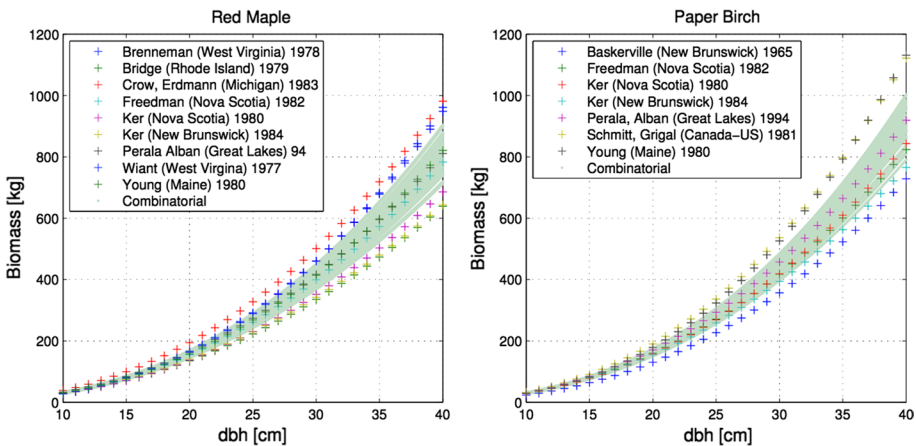 Red Maple
1200
1000
800
600
400
200
0
Biomass [kg]
Brenneman (West Virginia) 1978
Bridge (Rhode Island) 1979
Crow, Erdmann (Michigan) 1983
Freedman (Nova Scotia) 1982
Ker (Nova Scotia) 1980
Ker (New Brunswick) 1984
Perala Alban (Great Lakes) 94
Wiant (West Virgina) 1977
Young (Maine) 1980
Combinatorial
10 15 20 25 30 35 40
dbh [cm]
Paper Birch
1200
1000
800
600
400
200
0
Biomass [kg]
Baskerville (New Brunswick) 1965
Freedman (Nova Scotia) 1982
Ker (Nova Scotia) 1980
Ker (New Brunswick) 1984
Perala, Alban (Great Lakes) 1994
Schmitt, Grigal (Canada−US) 1981
Young (Maine) 1980
Combinatorial
10 15 20 25 30 35 40
dbh [cm]